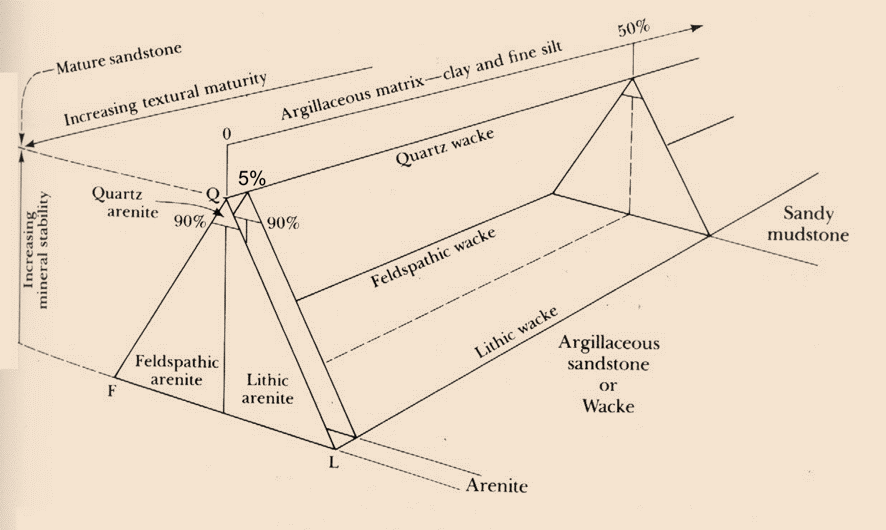 50%
Mature sandstone
Increasing textural maturity
Argillaceous matrix—clay and fine silt
0
Quartz wacke
5%
Q
Quartz
arenite
90%
90%
Increasing
mineral stability
Sandy
mudstone
Feldspathic wacke
Lithic wacke
Argillaceous
sandstone
or
Wacke
Feldspathic
arenite
Lithic
arenite
F
L
Arenite